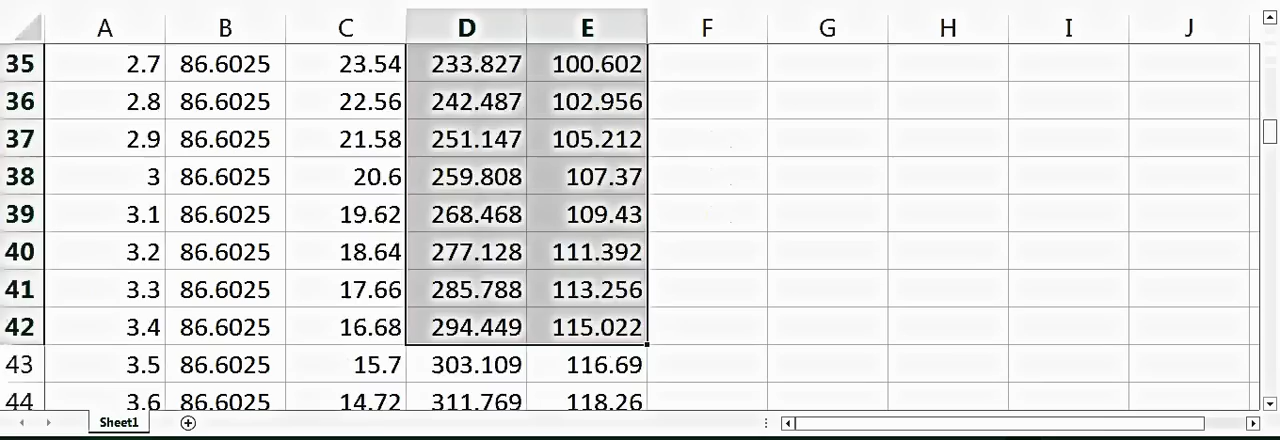 A B C D E F G H I J
35 2.7 86.6025 23.54 233.827 100.602
36 2.8 86.6025 22.56 242.487 102.956
37 2.9 86.6025 21.58 251.147 105.212
38 3 86.6025 20.6 259.808 107.37
39 3.1 86.6025 19.62 268.468 109.43
40 3.2 86.6025 18.64 277.128 111.392
41 3.3 86.6025 17.66 285.788 113.256
42 3.4 86.6025 16.68 294.449 115.022
43 3.5 86.6025 15.7 303.109 116.69
44 3.6 86.6025 14.72 311.769 118.26
Sheet1